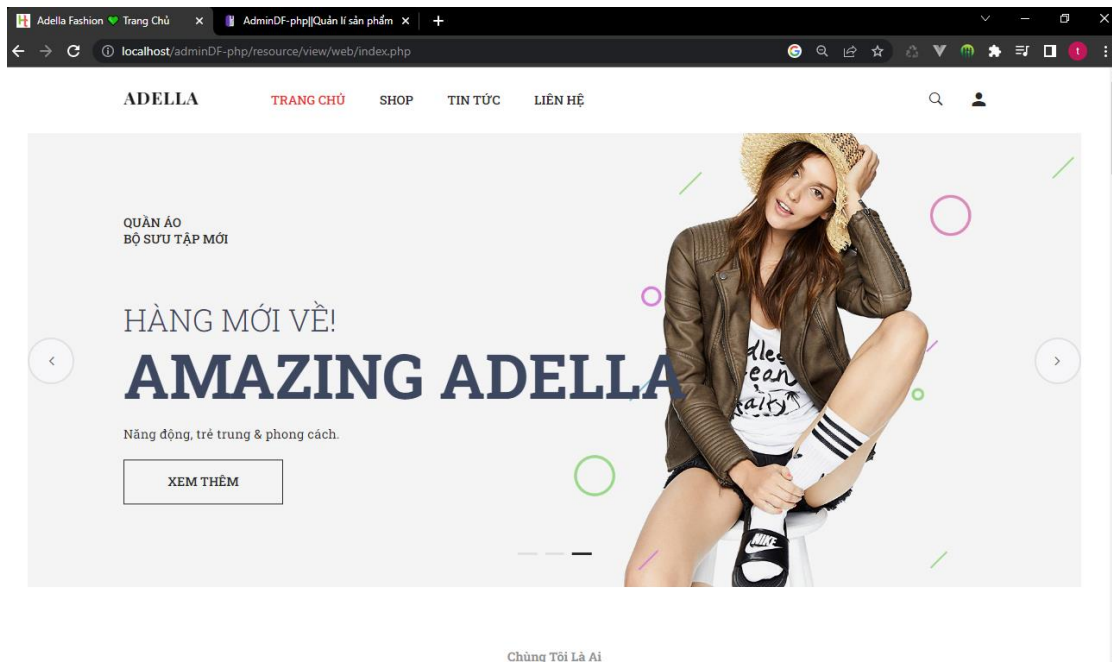 Adella Fashion 💚 Trang Chủ
AdminDF-php||Quản lí sản phẩm
localhost/adminDF-php/resource/view/web/index.php
t
ADELLA
TRANG CHỦ
SHOP
TIN TỨC
LIÊN HỆ
QUẦN ÁO
BỘ SƯU TẬP MỚI
HÀNG MỚI VỀ!
AMAZING ADELLA
Năng động, trẻ trung & phong cách.
XEM THÊM
NIKE
Chùng Tôi Là Ai